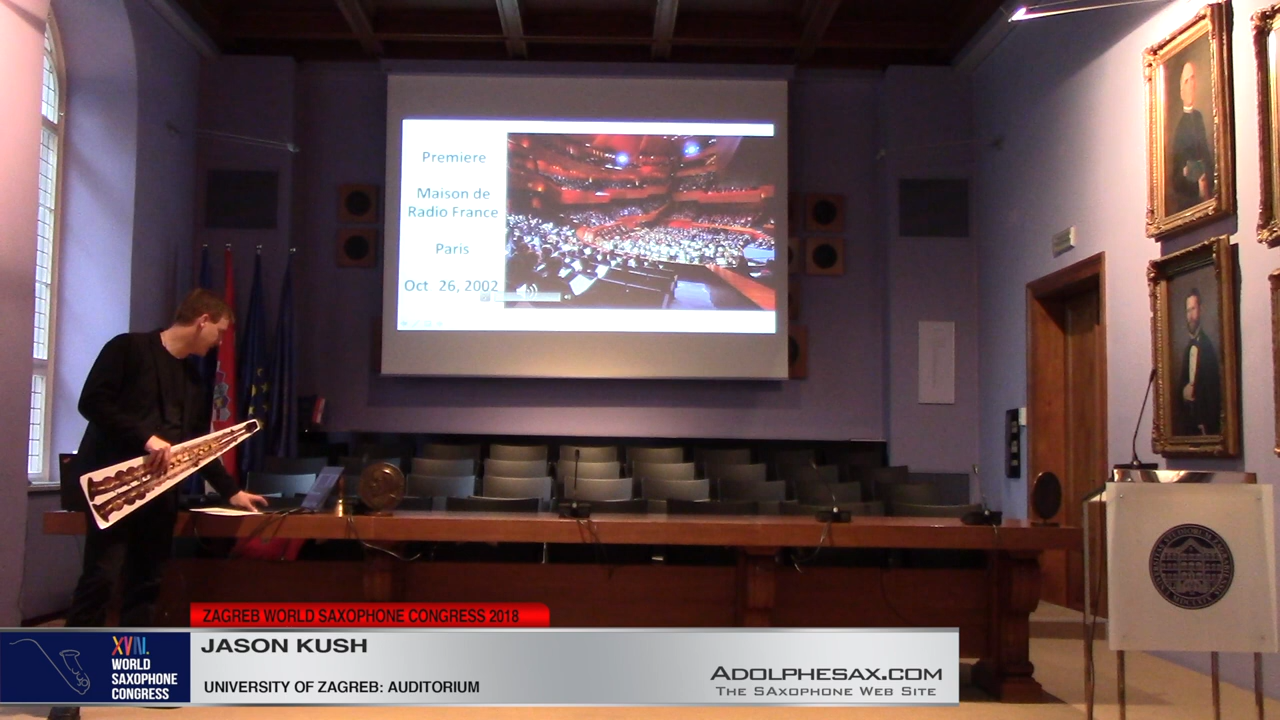 Premiere
Maison de
Radio France
Paris
Oct 26, 2002
ZAGREB WORLD SAXOPHONE CONGRESS 2018
JASON KUSH
UNIVERSITY OF ZAGREB: AUDITORIUM
XVIII.
WORLD
SAXOPHONE
CONGRESS
ADOLPHESAX.COM
THE SAXOPHONE WEB SITE